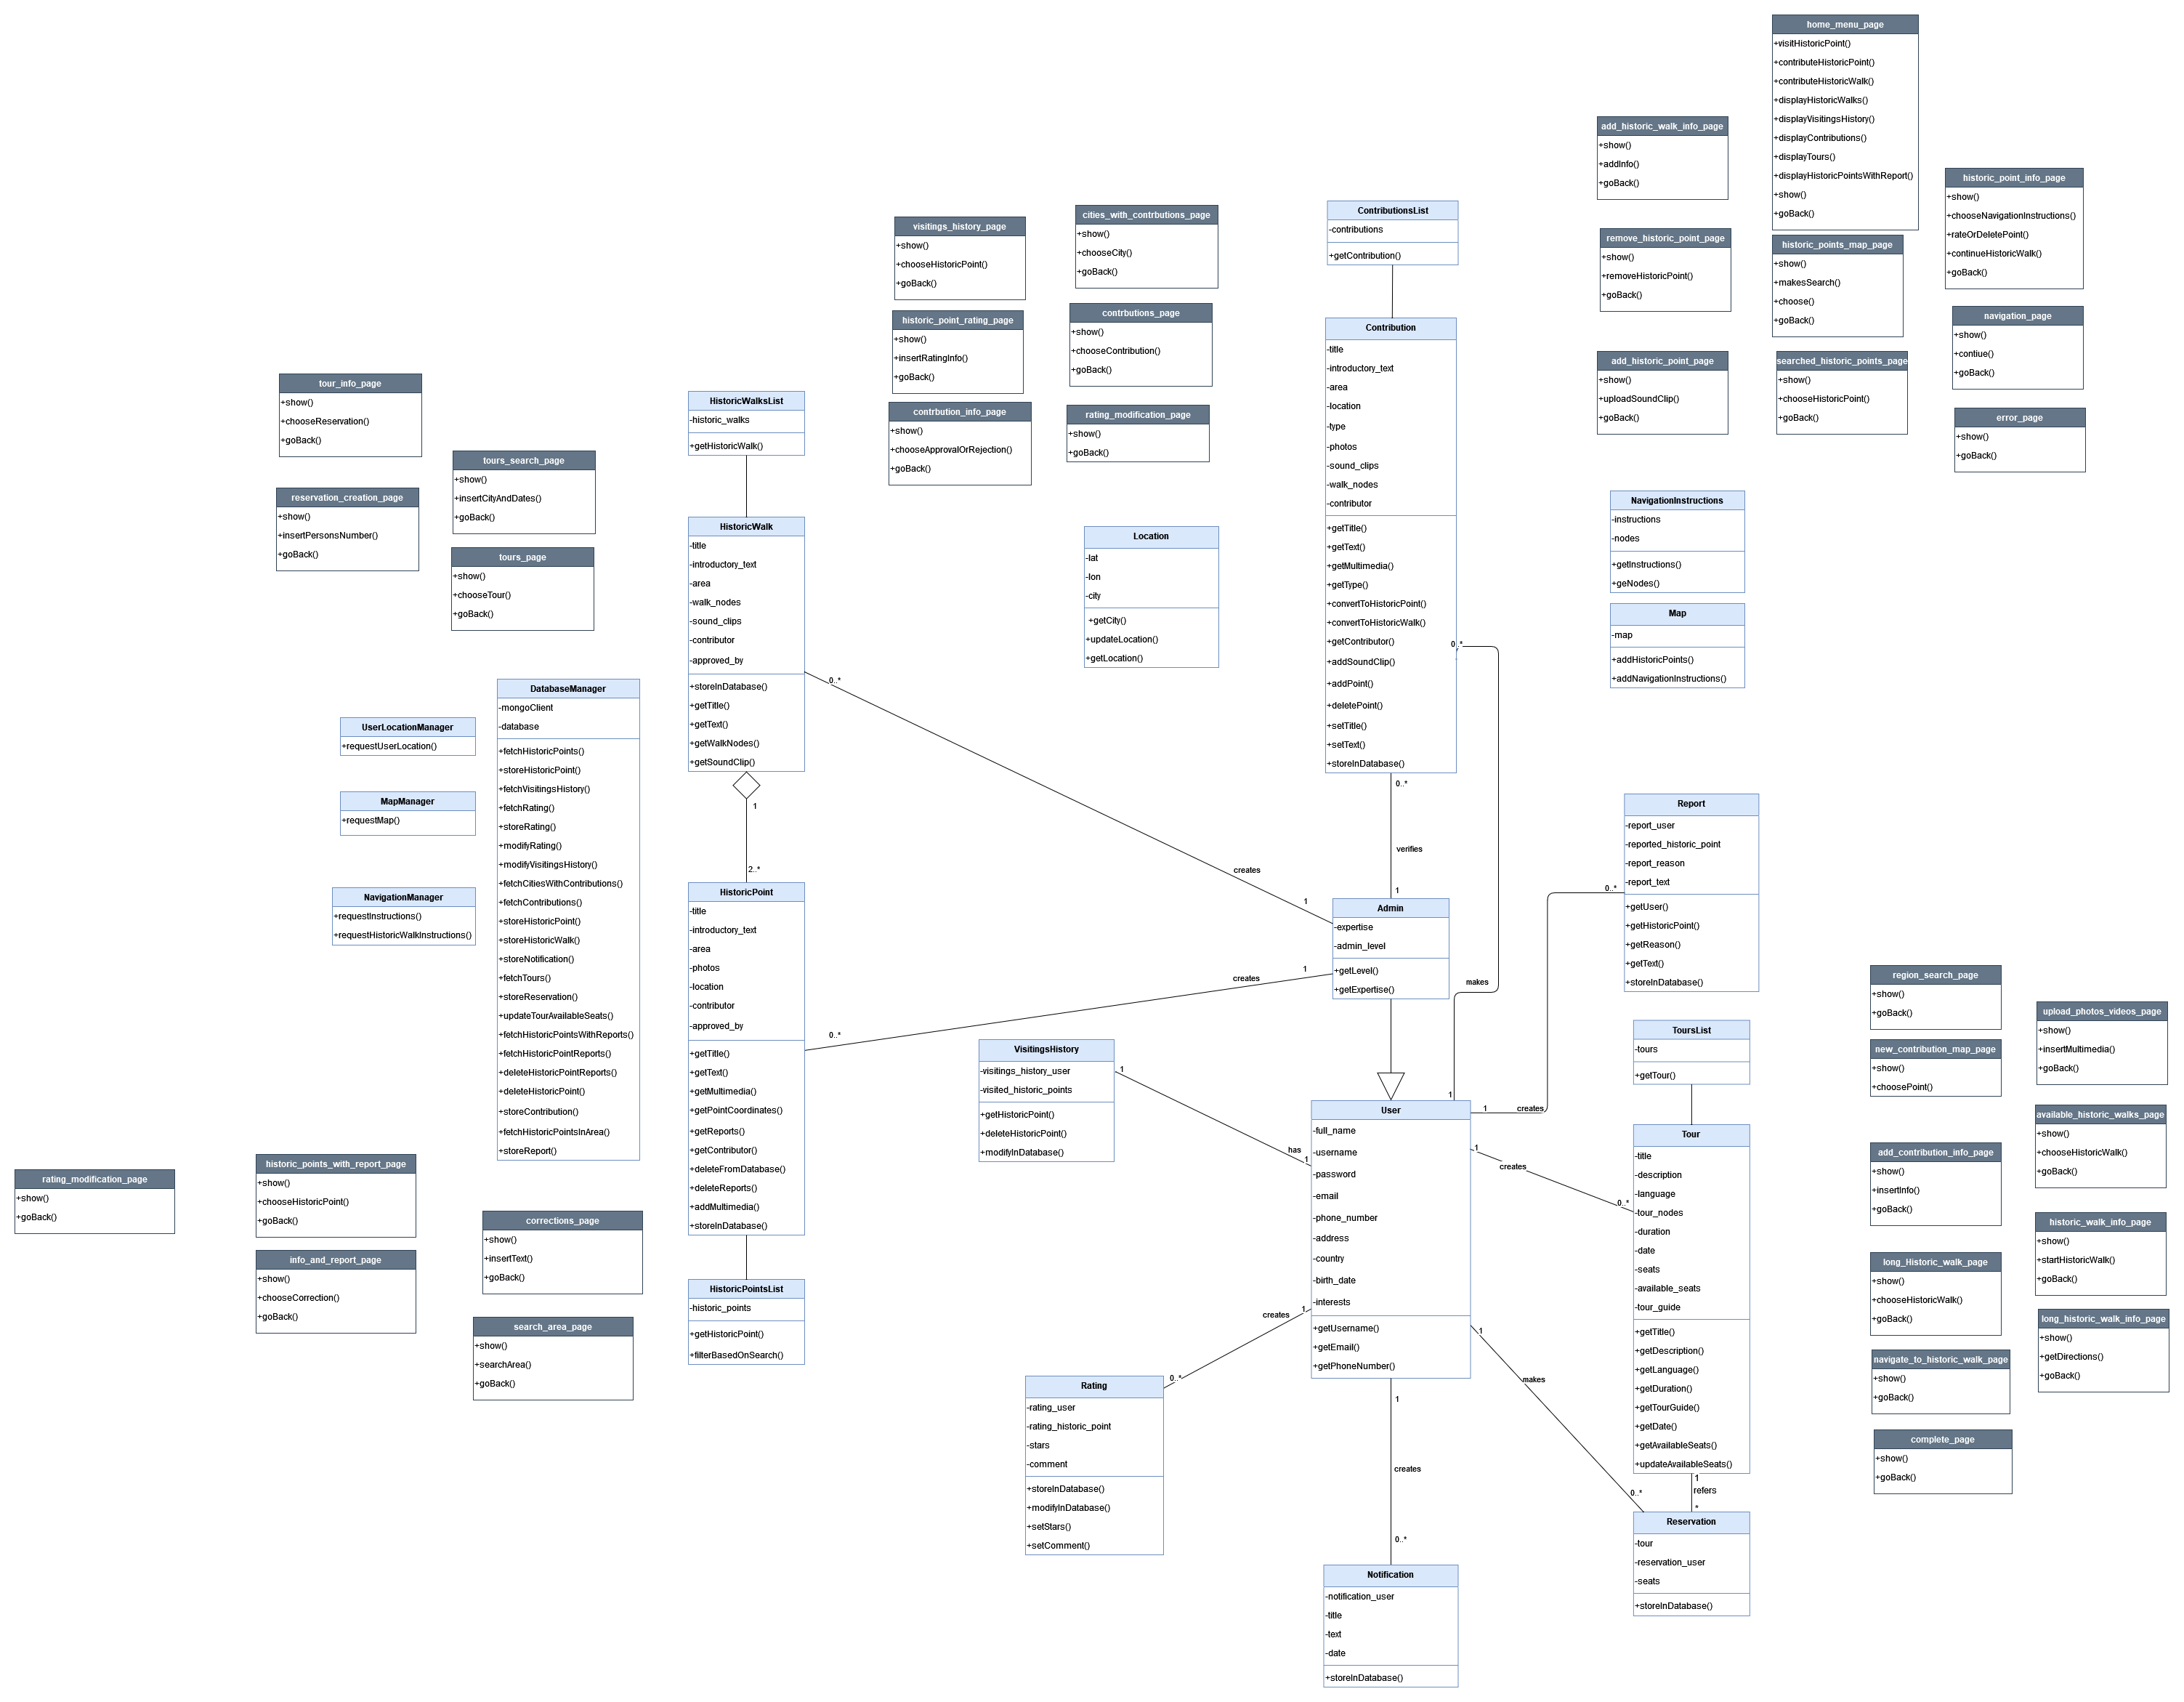 home_menu_page
+visitHistoricPoint()
+contributeHistoricPoint()
+contributeHistoricWalk()
+displayHistoricWalks()
+displayVisitingsHistory()
+displayContributions()
+displayTours()
+displayHistoricPointsWithReport()
+show()
+goBack()
add_historic_walk_info_page
+show()
+addInfo()
+goBack()
historic_point_info_page
+show()
+chooseNavigationInstructions()
+rateOrDeletePoint()
+continueHistoricWalk()
+goBack()
visitings_history_page
+show()
+chooseHistoricPoint()
+goBack()
cities_with_contrbutions_page
+show()
+chooseCity()
+goBack()
ContributionsList
-contributions
+getContribution()
remove_historic_point_page
+show()
+removeHistoricPoint()
+goBack()
historic_points_map_page
+show()
+makesSearch()
+choose()
+goBack()
historic_point_rating_page
+show()
+insertRatingInfo()
+goBack()
contrbutions_page
+show()
+chooseContribution()
+goBack()
navigation_page
+show()
+contiue()
+goBack()
Contribution
-title
-introductory_text
-area
-location
-type
-photos
-sound_clips
-walk_nodes
-contributor
+getTitle()
+getText()
+getMultimedia()
+getType()
+convertToHistoricPoint()
+convertToHistoricWalk()
+getContributor()
+addSoundClip()
+addPoint()
+deletePoint()
+setTitle()
+setText()
+storeInDatabase()
add_historic_point_page
+show()
+uploadSoundClip()
+goBack()
searched_historic_points_page
+show()
+chooseHistoricPoint()
+goBack()
tour_info_page
+show()
+chooseReservation()
+goBack()
HistoricWalksList
-historic_walks
+getHistoricWalk()
contrbution_info_page
+show()
+chooseApprovalOrRejection()
+goBack()
rating_modification_page
+show()
+goBack()
error_page
+show()
+goBack()
tours_search_page
+show()
+insertCityAndDates()
+goBack()
reservation_creation_page
+show()
+insertPersonsNumber()
+goBack()
tours_page
+show()
+chooseTour()
+goBack()
HistoricWalk
-title
-introductory_text
-area
-walk_nodes
-sound_clips
-contributor
-approved_by
+storeInDatabase()
+getTitle()
+getText()
+getWalkNodes()
+getSoundClip()
Location
-lat
-lon
-city
+getCity()
+updateLocation()
+getLocation()
NavigationInstructions
-instructions
-nodes
+getInstructions()
+geNodes()
Map
-map
+addHistoricPoints()
+addNavigationInstructions()
0..*
0..*
DatabaseManager
-mongoClient
-database
+fetchHistoricPoints()
+storeHistoricPoint()
+fetchVisitingsHistory()
+fetchRating()
+storeRating()
+modifyRating()
+modifyVisitingsHistory()
+fetchCitiesWithContributions()
+fetchContributions()
+storeHistoricPoint()
+storeHistoricWalk()
+storeNotification()
+fetchTours()
+storeReservation()
+updateTourAvailableSeats()
+fetchHistoricPointsWithReports()
+fetchHistoricPointReports()
+deleteHistoricPointReports()
+deleteHistoricPoint()
+storeContribution()
+fetchHistoricPointsInArea()
+storeReport()
UserLocationManager
+requestUserLocation()
MapManager
+requestMap()
NavigationManager
+requestInstructions()
+requestHistoricWalkInstructions()
1
2..*
0..*
verifies
1
creates
1
HistoricPoint
-title
-introductory_text
-area
-photos
-location
-contributor
-approved_by
+getTitle()
+getText()
+getMultimedia()
+getPointCoordinates()
+getReports()
+getContributor()
+deleteFromDatabase()
+deleteReports()
+addMultimedia()
+storeInDatabase()
Admin
-expertise
-admin_level
+getLevel()
+getExpertise()
Report
-report_user
-reported_historic_point
-report_reason
-report_text
+getUser()
+getHistoricPoint()
+getReason()
+getText()
+storeInDatabase()
0..*
1
creates
0..*
makes
1
region_search_page
+show()
+goBack()
upload_photos_videos_page
+show()
+insertMultimedia()
+goBack()
ToursList
-tours
+getTour()
new_contribution_map_page
+show()
+choosePoint()
VisitingsHistory
-visitings_history_user
-visited_historic_points
+getHistoricPoint()
+deleteHistoricPoint()
+modifyInDatabase()
1
has
1
User
-full_name
-username
-password
-email
-phone_number
-address
-country
-birth_date
-interests
+getUsername()
+getEmail()
+getPhoneNumber()
1
creates
1
creates
0..*
Tour
-title
-description
-language
-tour_nodes
-duration
-date
-seats
-available_seats
-tour_guide
+getTitle()
+getDescription()
+getLanguage()
+getDuration()
+getTourGuide()
+getDate()
+getAvailableSeats()
+updateAvailableSeats()
available_historic_walks_page
+show()
+chooseHistoricWalk()
+goBack()
add_contribution_info_page
+show()
+insertInfo()
+goBack()
historic_walk_info_page
+show()
+startHistoricWalk()
+goBack()
long_Historic_walk_page
+show()
+chooseHistoricWalk()
+goBack()
long_historic_walk_info_page
+show()
+getDirections()
+goBack()
navigate_to_historic_walk_page
+show()
+goBack()
complete_page
+show()
+goBack()
rating_modification_page
+show()
+goBack()
historic_points_with_report_page
+show()
+chooseHistoricPoint()
+goBack()
info_and_report_page
+show()
+chooseCorrection()
+goBack()
corrections_page
+show()
+insertText()
+goBack()
search_area_page
+show()
+searchArea()
+goBack()
HistoricPointsList
-historic_points
+getHistoricPoint()
+filterBasedOnSearch()
creates
1
0..*
Rating
-rating_user
-rating_historic_point
-stars
-comment
+storeInDatabase()
+modifyInDatabase()
+setStars()
+setComment()
1
creates
0..*
1
makes
0..*
1
refers
*
Reservation
-tour
-reservation_user
-seats
+storeInDatabase()
Notification
-notification_user
-title
-text
-date
+storeInDatabase()